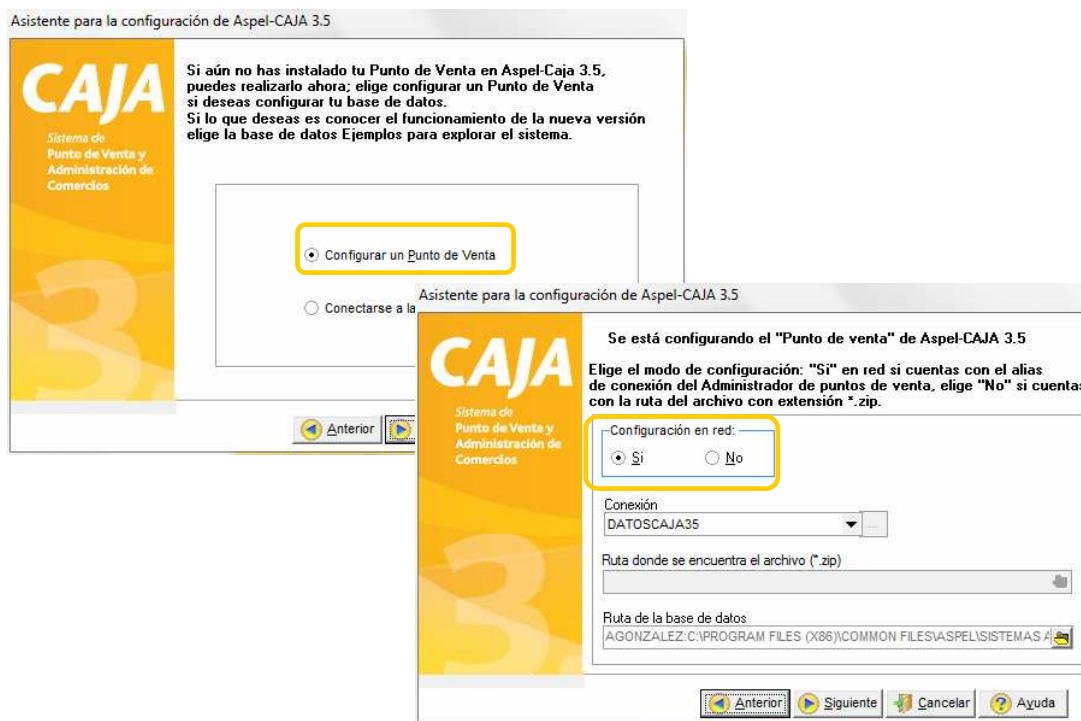 Asistente para la configuración de Aspel-CAJA 3.5
CAJA
Sistema de
Punto de Venta y
Administración de
Comercios
3.
Si aún no has instalado tu Punto de Venta en Aspel-Caja 3.5,
puedes realizarlo ahora; elige configurar un Punto de Venta
si deseas configurar tu base de datos.
Si lo que deseas es conocer el funcionamiento de la nueva versión
elige la base de datos Ejemplos para explorar el sistema.
Configurar un Punto de Venta
Conectarse a la
Anterior
Asistente para la configuración de Aspel-CAJA 3.5
CAJA
Sistema de
Punto de Venta y
Administración de
Comercios
3.
Se está configurando el "Punto de venta" de Aspel-CAJA 3.5
Elige el modo de configuración: "Si" en red si cuentas con el alias
de conexión del Administrador de puntos de venta, elige "No" si cuentas
con la ruta del archivo con extensión *.zip.
Configuración en red:
Si No
Conexión
DATOSCAJA35 ...
Ruta donde se encuentra el archivo (*.zip)
Ruta de la base de datos
AGONZALEZ:C:\PROGRAM FILES (X86)\COMMON FILES\ASPEL\SISTEMAS
Anterior Siguiente Cancelar Ayuda